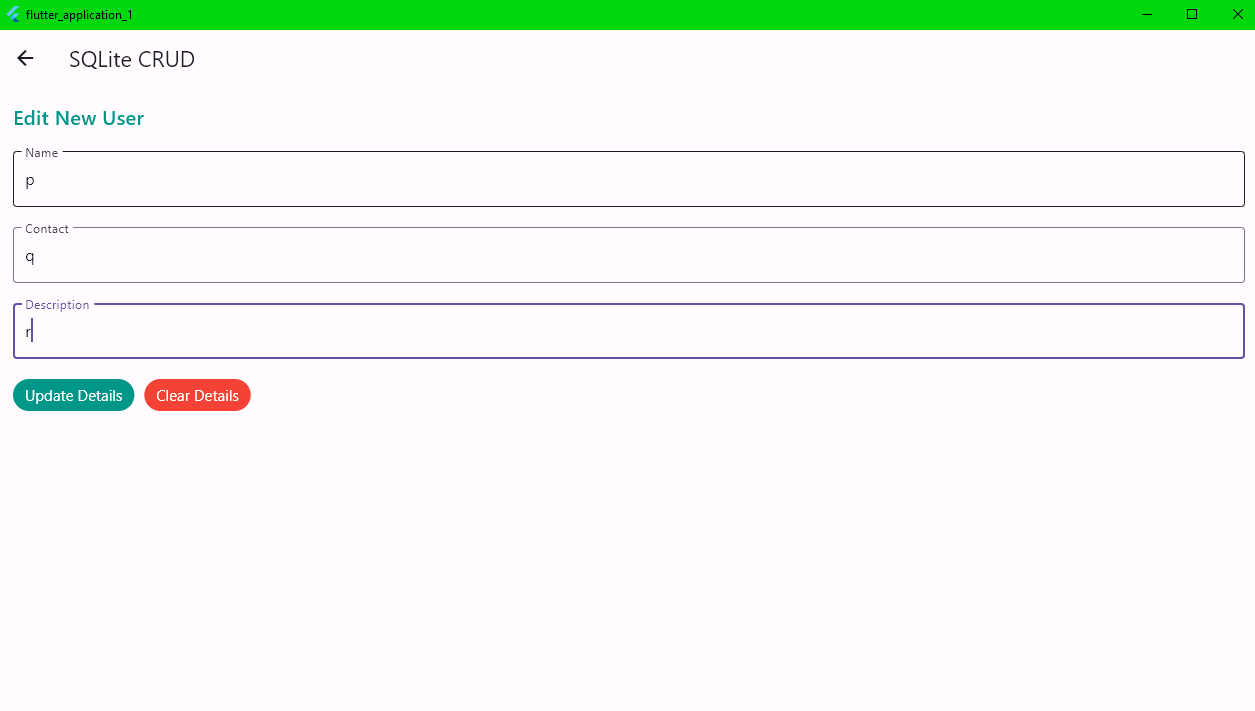 flutter_application_1
SQLite CRUD
Edit New User
Name
p
Contact
q
Description
r
Update Details Clear Details